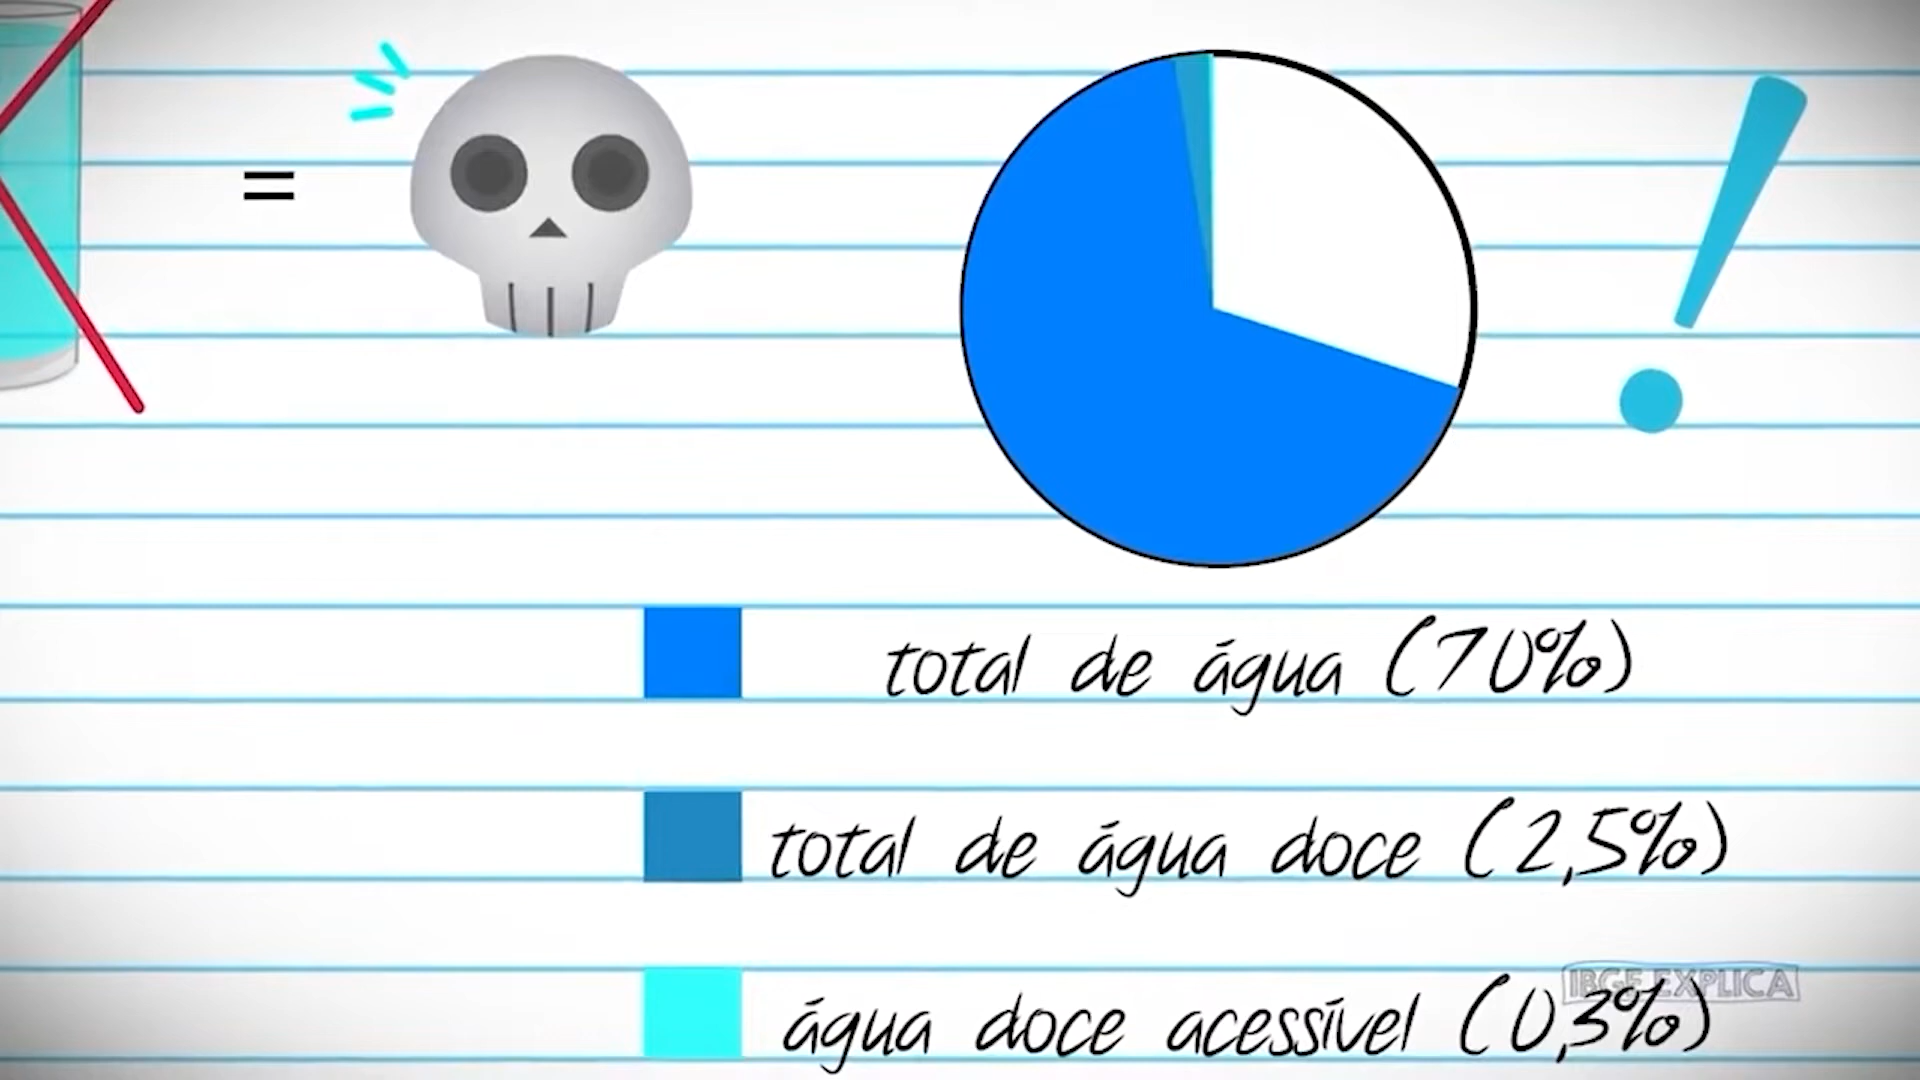 =
total de água (70%)
total de água doce (2,5%)
IBGE EXPLICA
água doce acessível (0,3%)